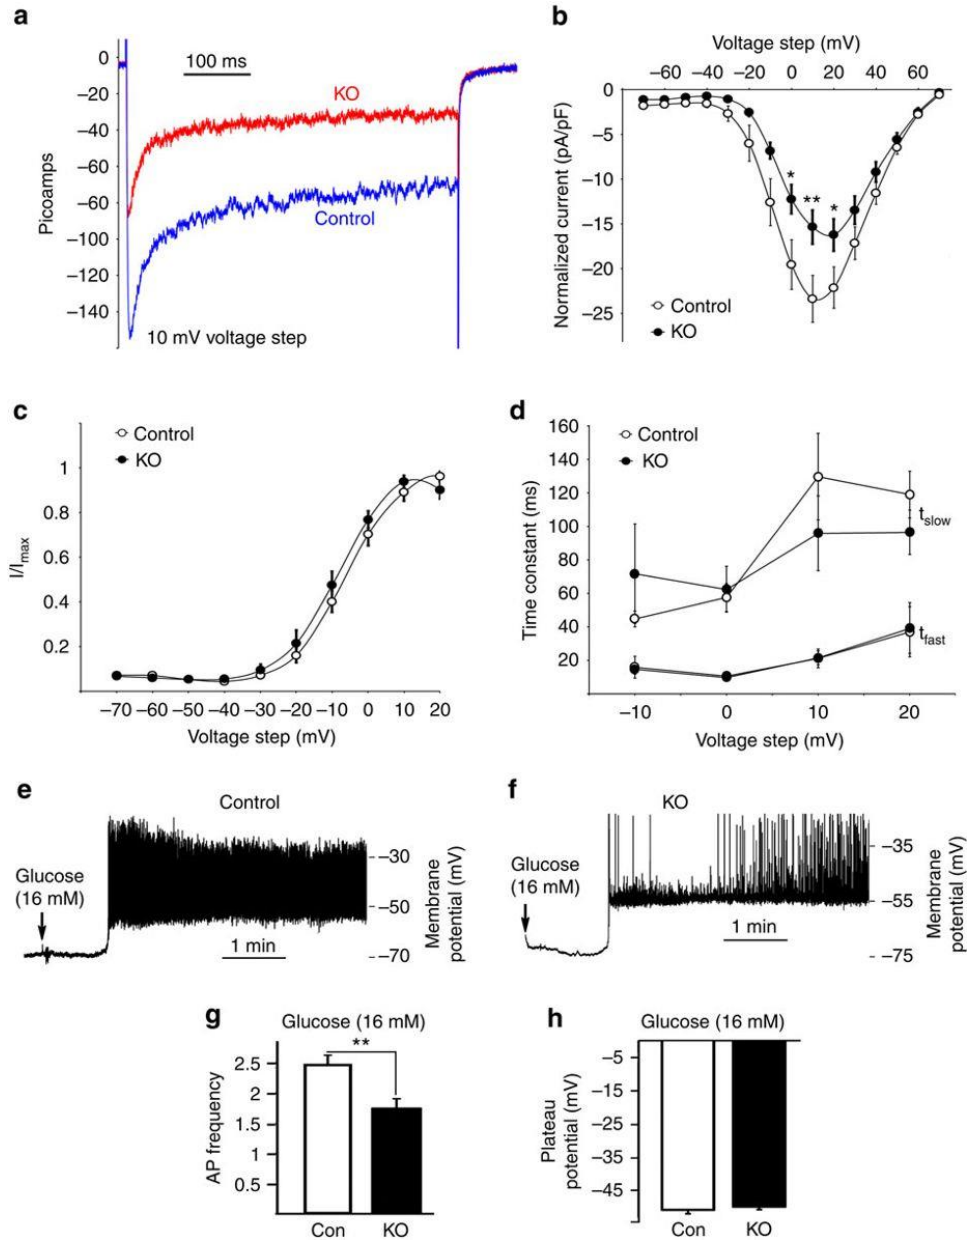 a
0
−20
−40
−60
−80
−100
−120
−140
Picoamps
100 ms
KO
Control
10 mV voltage step
b
Voltage step (mV)
−60 −40 −20 0 20 40 60
0
−5
−10
−15
−20
−25
Normalized current (pA/pF)
* ** *
Control
KO
c
Control
KO
1
0.8
0.6
0.4
0.2
I/Imax
−70 −60 −50 −40 −30 −20 −10 0 10 20
Voltage step (mV)
d
160
140
120
100
80
60
40
20
Time constant (ms)
Control
KO
tslow
tfast
−10 0 10 20
Voltage step (mV)
e
Control
Glucose
(16 mM)
1 min
−30
−50
−70
Membrane
potential (mV)
f
KO
Glucose
(16 mM)
1 min
−35
−55
−75
Membrane
potential (mV)
g
Glucose (16 mM)
**
2.5
2
1.5
1
0.5
AP frequency
Con KO
h
Glucose (16 mM)
−5
−15
−25
−35
−45
Plateau
potential (mV)
Con KO